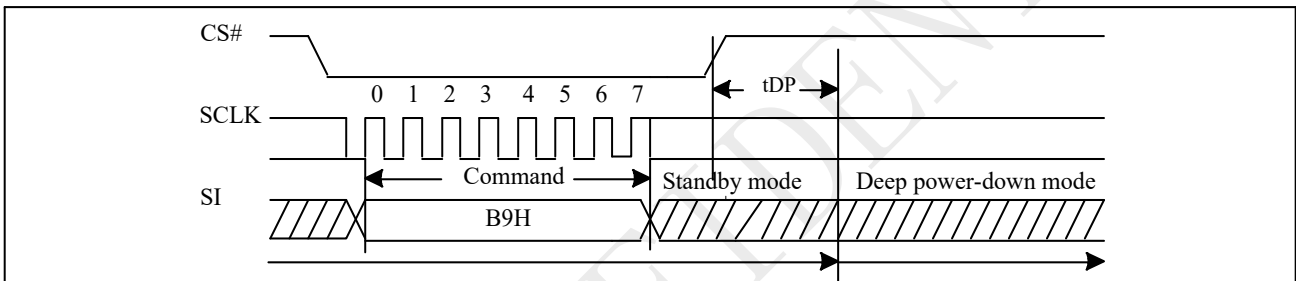 CS#
tDP
0 1 2 3 4 5 6 7
SCLK
Command
Standby mode
Deep power-down mode
SI
B9H